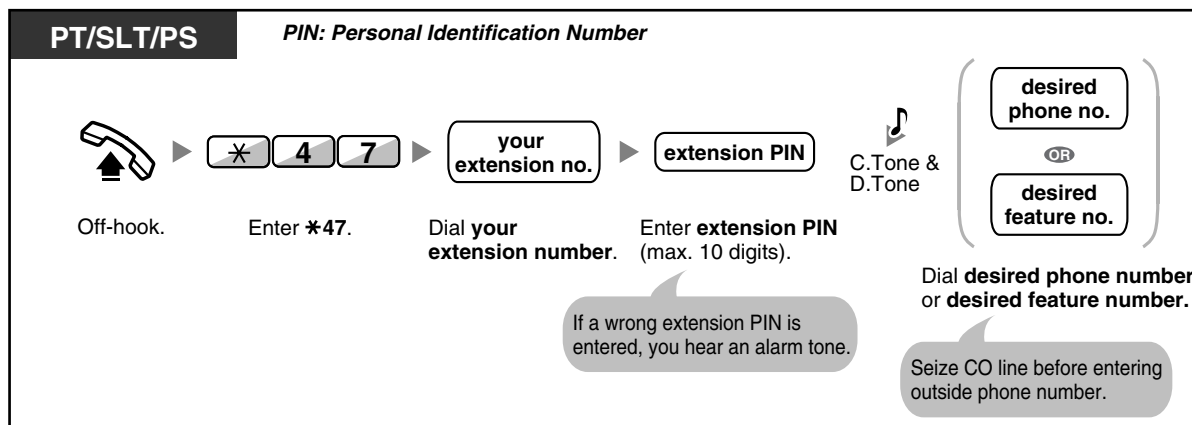 PT/SLT/PS
PIN: Personal Identification Number
desired
phone no.
OR
desired
feature no.
✳ 4 7
your
extension no.
extension PIN
C.Tone &
D.Tone
Off-hook.
Enter ✳47.
Dial your
extension number.
Enter extension PIN
(max. 10 digits).
Dial desired phone number
or desired feature number.
If a wrong extension PIN is
entered, you hear an alarm tone.
Seize CO line before entering
outside phone number.